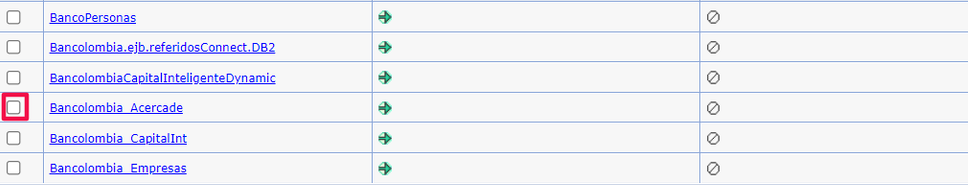 BancoPersonas
Bancolombia.ejb.referidosConnect.DB2
BancolombiaCapitalInteligenteDynamic
Bancolombia_Acercade
Bancolombia_CapitalInt
Bancolombia_Empresas